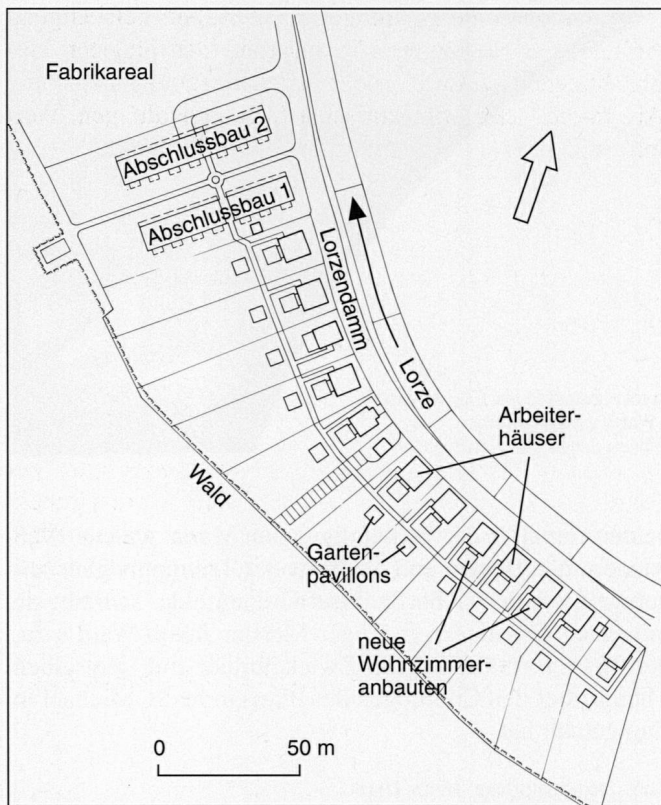 Fabrikareal
Abschlussbau 2
Abschlussbau 1
Lorzendamm
Lorze
Arbeiter-
häuser
Wald
Garten-
pavillons
neue
Wohnzimmer-
anbauten
0 50 m